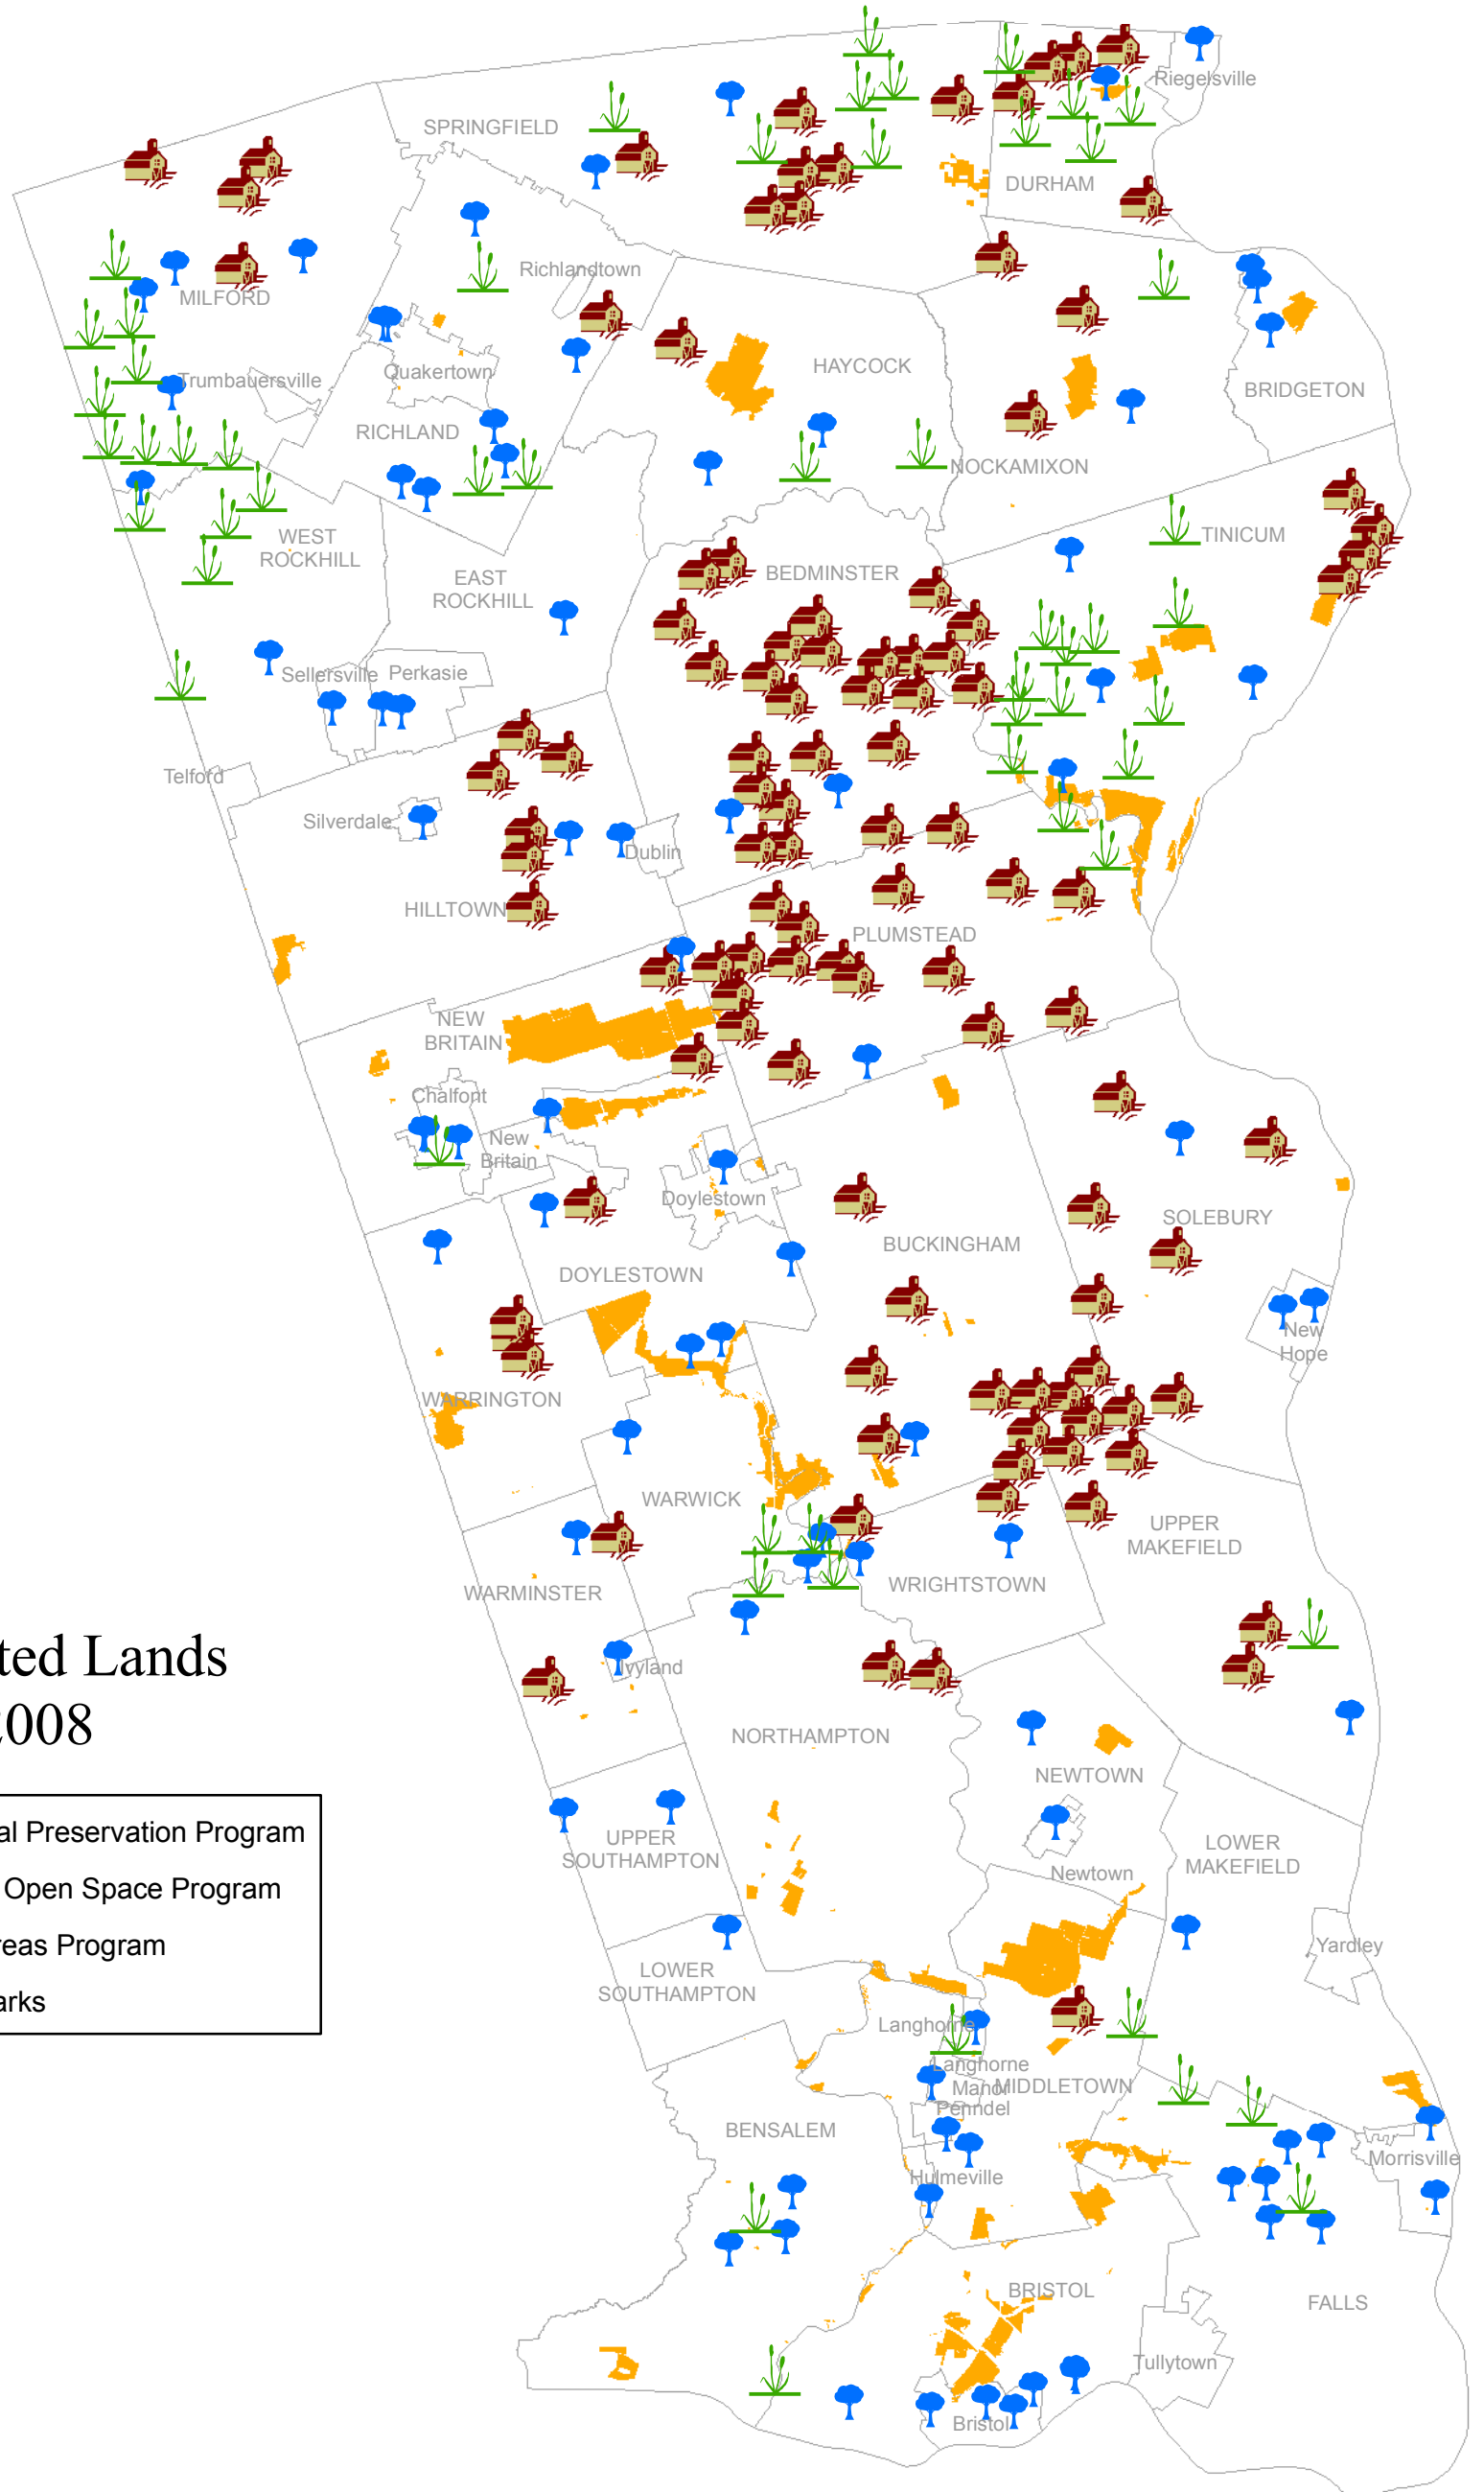 Riegelsville
SPRINGFIELD
DURHAM
Richlandtown
MILFORD
HAYCOCK
Trumbauersville
Quakertown
BRIDGETON
RICHLAND
NOCKAMIXON
WEST
ROCKHILL
TINICUM
EAST
ROCKHILL
BEDMINSTER
Sellersville
Perkasie
Telford
Silverdale
Dublin
HILLTOWN
PLUMSTEAD
NEW
BRITAIN
Chalfont
New
Britain
Doylestown
SOLEBURY
BUCKINGHAM
DOYLESTOWN
New
Hope
WARRINGTON
WARWICK
UPPER
MAKEFIELD
WARMINSTER
WRIGHTSTOWN
ted Lands
2008
Ivyland
NORTHAMPTON
NEWTOWN
al Preservation Program
Open Space Program
reas Program
arks
UPPER
SOUTHAMPTON
LOWER
MAKEFIELD
Newtown
Yardley
LOWER
SOUTHAMPTON
Langhorne
Langhorne
Manor
MIDDLETOWN
Penndel
BENSALEM
Morrisville
Hulmeville
BRISTOL
FALLS
Tullytown
Bristol